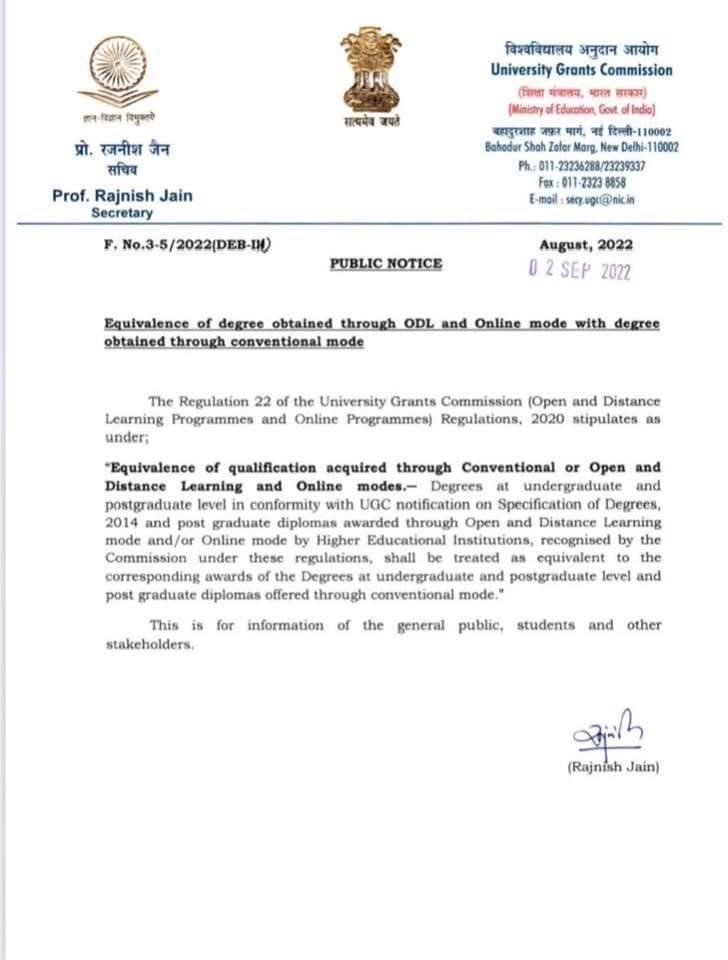 ज्ञान-विज्ञान विमुक्तये
प्रो. रजनीश जैन
सचिव
Prof. Rajnish Jain
Secretary
सत्यमेव जयते
विश्वविद्यालय अनुदान आयोग
University Grants Commission
(शिक्षा मंत्रालय, भारत सरकार)
(Ministry of Education, Govt. of India)
बहादुरशाह ज़फ़र मार्ग, नई दिल्ली-110002
Bahadur Shah Zafar Marg, New Delhi-110002
Ph.: 011-23236288/23239337
Fax : 011-2323 8858
E-mail : secy.ugc@nic.in
F. No.3-5/2022(DEB-III)
August, 2022
PUBLIC NOTICE
02 SEP 2022
Equivalence of degree obtained through ODL and Online mode with degree
obtained through conventional mode
The Regulation 22 of the University Grants Commission (Open and Distance
Learning Programmes and Online Programmes) Regulations, 2020 stipulates as
under;
"Equivalence of qualification acquired through Conventional or Open and
Distance Learning and Online modes.— Degrees at undergraduate and
postgraduate level in conformity with UGC notification on Specification of Degrees,
2014 and post graduate diplomas awarded through Open and Distance Learning
mode and/or Online mode by Higher Educational Institutions, recognised by the
Commission under these regulations, shall be treated as equivalent to the
corresponding awards of the Degrees at undergraduate and postgraduate level and
post graduate diplomas offered through conventional mode."
This is for information of the general public, students and other
stakeholders.
(Rajnish Jain)